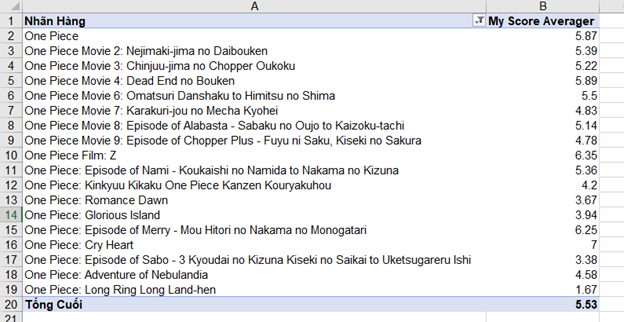 A B
1 Nhãn Hàng My Score Averager
2 One Piece 5.87
3 One Piece Movie 2: Nejimaki-jima no Daibouken 5.39
4 One Piece Movie 3: Chinjuu-jima no Chopper Oukoku 5.22
5 One Piece Movie 4: Dead End no Bouken 5.89
6 One Piece Movie 6: Omatsuri Danshaku to Himitsu no Shima 5.5
7 One Piece Movie 7: Karakuri-jou no Mecha Kyohei 4.83
8 One Piece Movie 8: Episode of Alabasta - Sabaku no Oujo to Kaizoku-tachi 5.14
9 One Piece Movie 9: Episode of Chopper Plus - Fuyu ni Saku, Kiseki no Sakura 4.78
10 One Piece Film: Z 6.35
11 One Piece: Episode of Nami - Koukaishi no Namida to Nakama no Kizuna 5.36
12 One Piece: Kinkyuu Kikaku One Piece Kanzen Kouryakuhou 4.2
13 One Piece: Romance Dawn 3.67
14 One Piece: Glorious Island 3.94
15 One Piece: Episode of Merry - Mou Hitori no Nakama no Monogatari 6.25
16 One Piece: Cry Heart 7
17 One Piece: Episode of Sabo - 3 Kyoudai no Kizuna Kiseki no Saikai to Uketsugareru Ishi 3.38
18 One Piece: Adventure of Nebulandia 4.58
19 One Piece: Long Ring Long Land-hen 1.67
20 Tổng Cuối 5.53
21